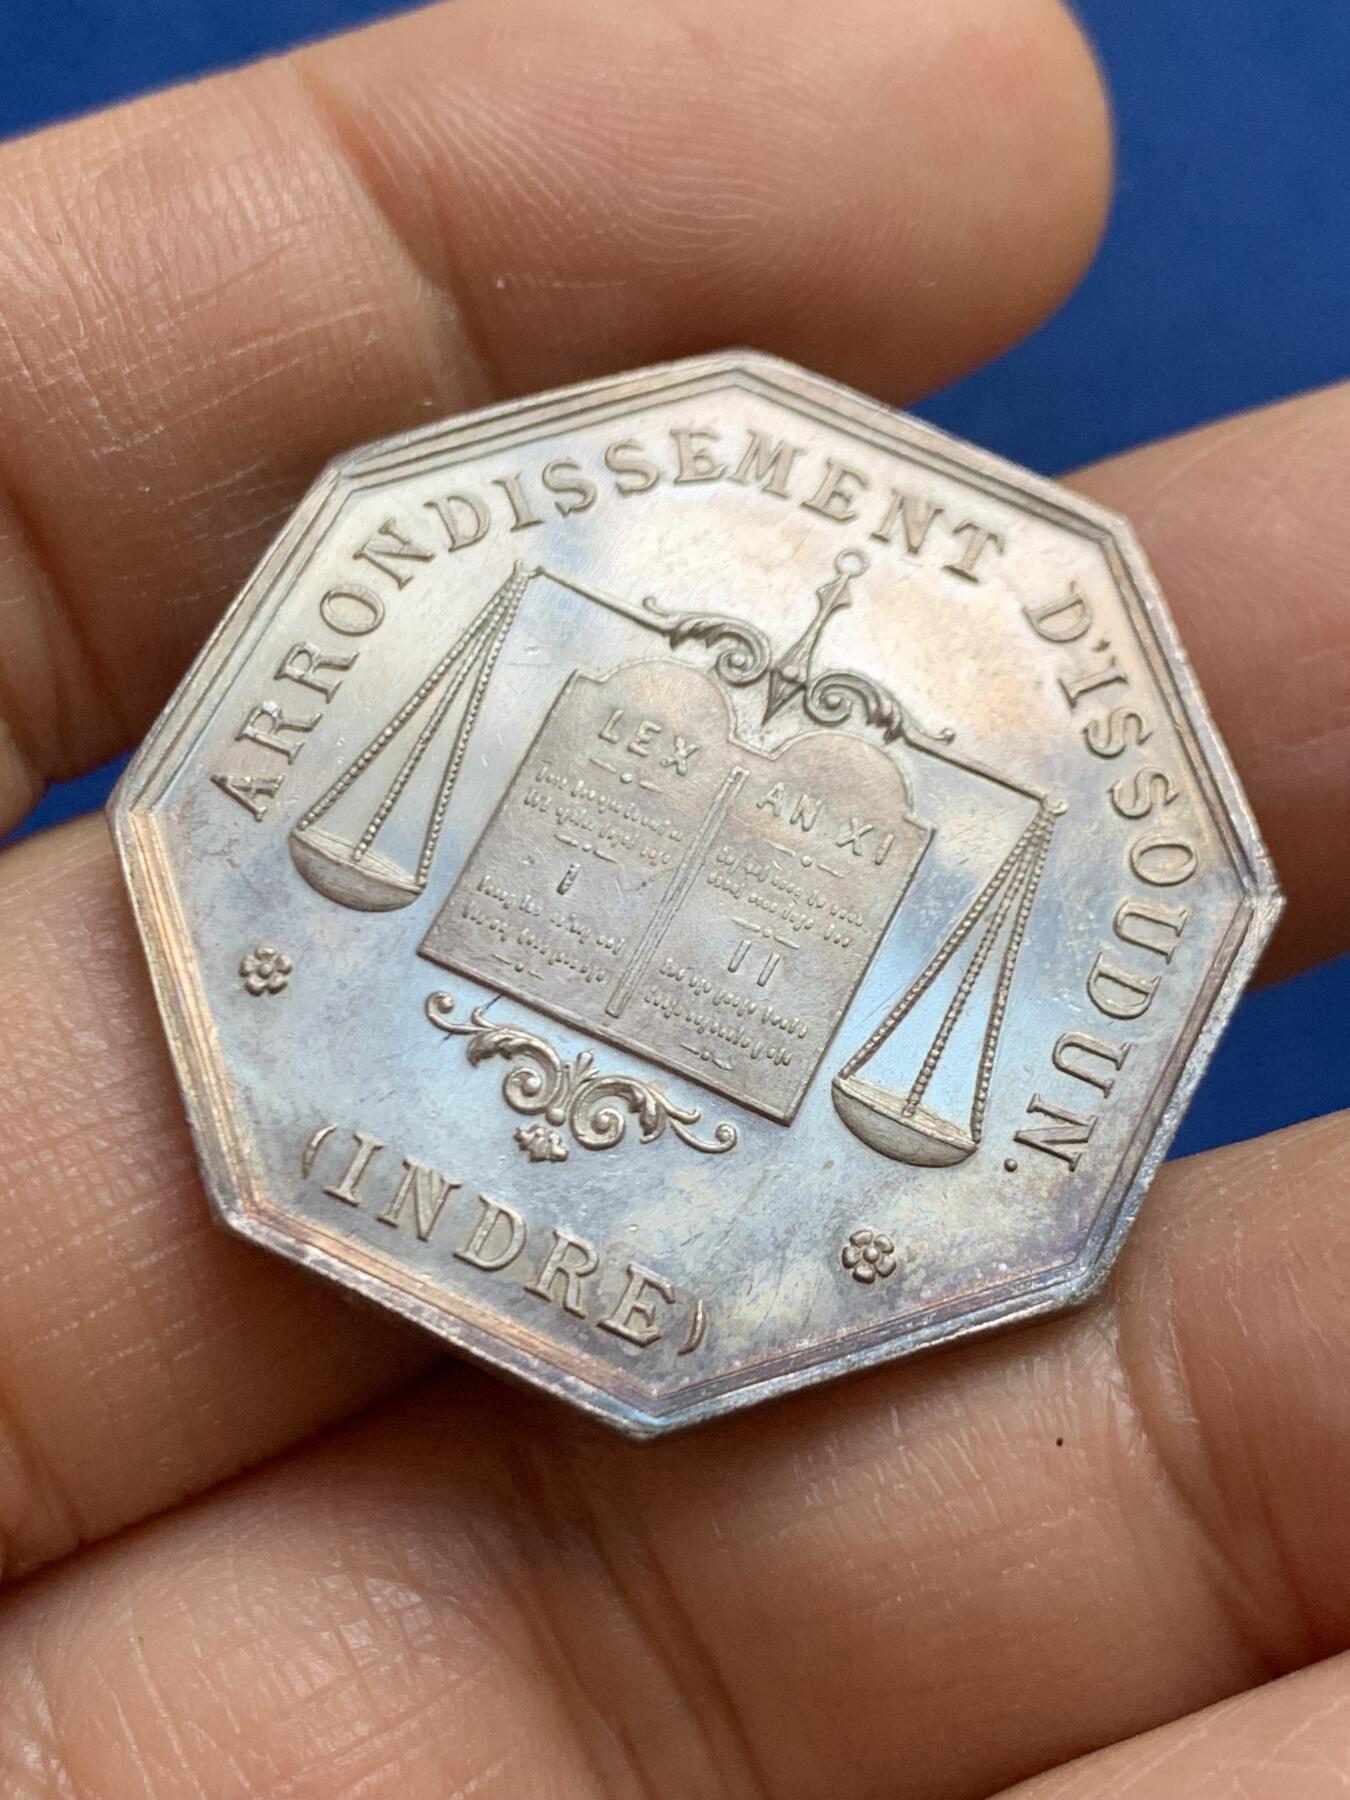 ARRONDISSEMENT D'ISSOUDUN.
LEX
AN XI
I
II
(INDRE)